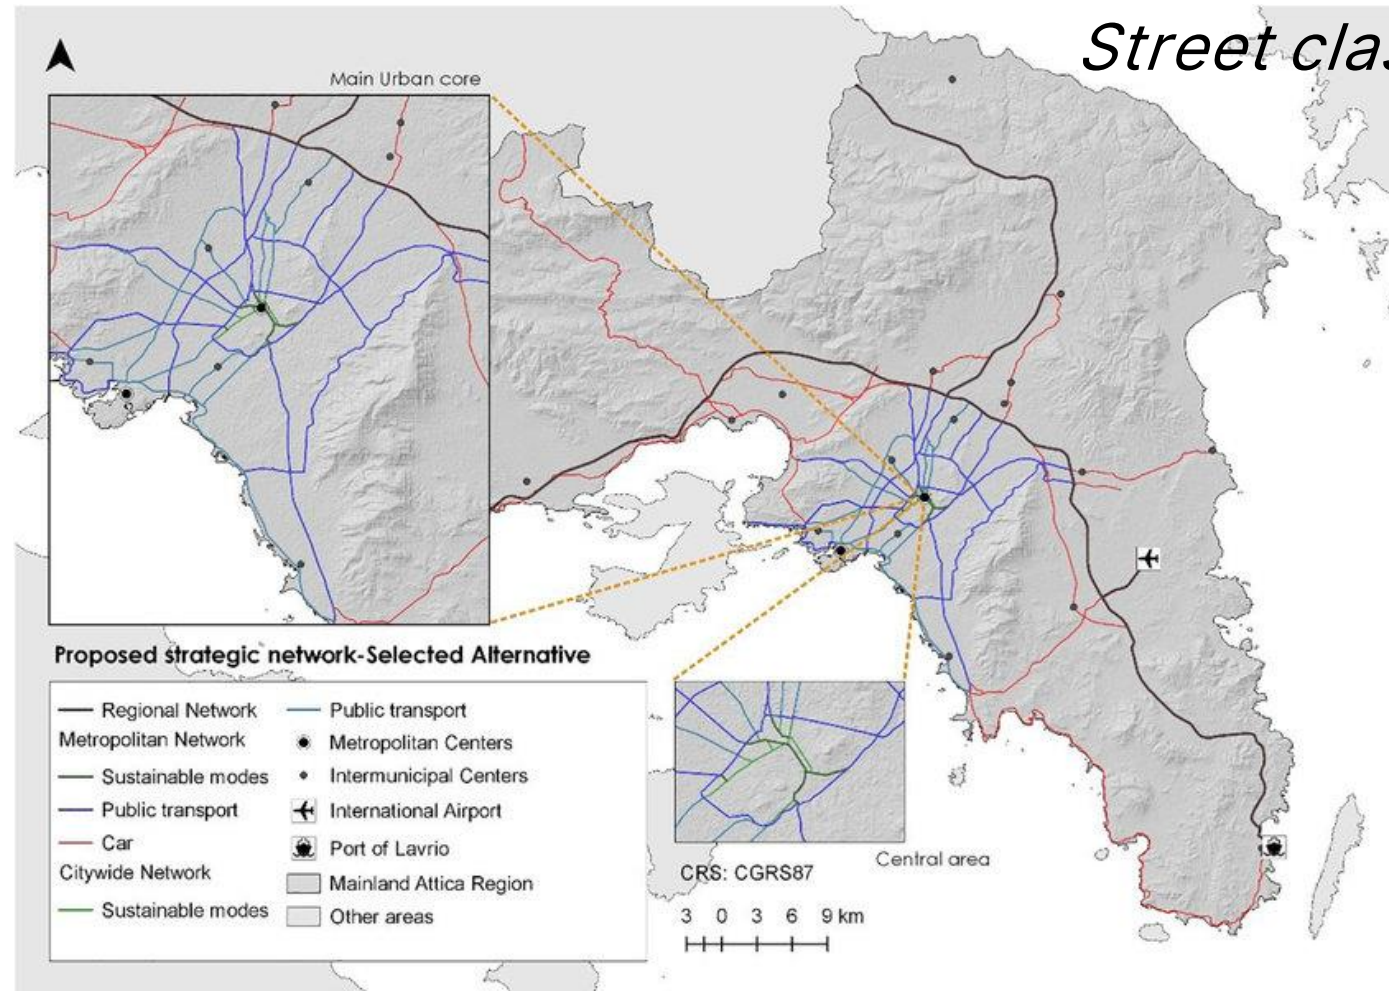 Street clas
Main Urban core
Proposed strategic network-Selected Alternative
Regional Network
Metropolitan Network
Sustainable modes
Public transport
Car
Citywide Network
Sustainable modes
Public transport
Metropolitan Centers
Intermunicipal Centers
International Airport
Port of Lavrio
Mainland Attica Region
Other areas
Central area
CRS: CGRS87
3 0 3 6 9 km